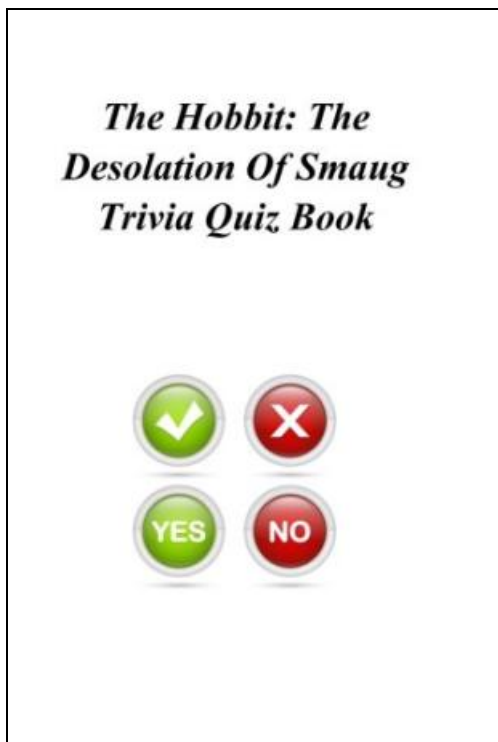 The Hobbit: The
Desolation Of Smaug
Trivia Quiz Book
YES NO